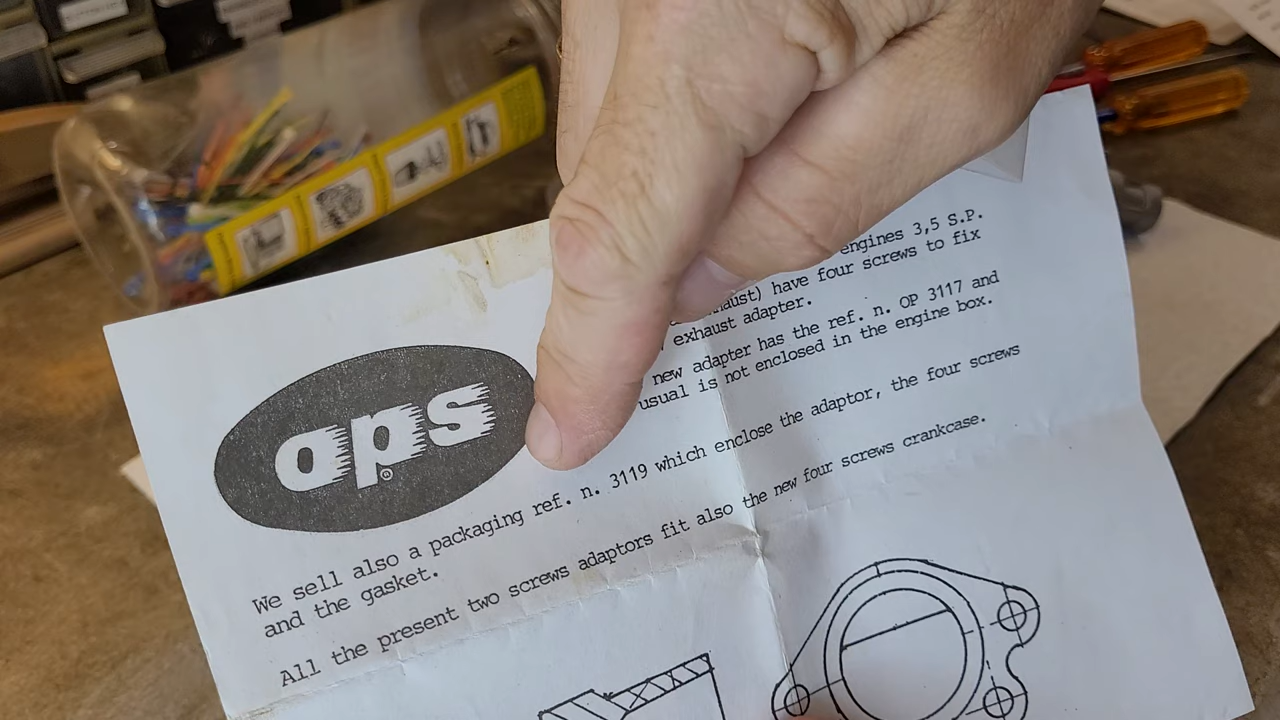 ops
®
engines 3,5 S.P.
have four screws to fix
exhaust adapter.
new adapter has the ref. n. OP 3117 and
usual is not enclosed in the engine box.
We sell also a packaging ref. n. 3119 which enclose the adaptor, the four screws
and the gasket.
All the present two screws adaptors fit also the new four screws crankcase.